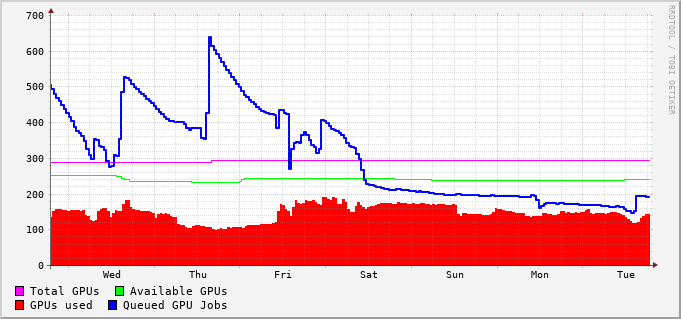 700
600
500
400
300
200
100
0
Wed Thu Fri Sat Sun Mon Tue
Total GPUs Available GPUs
GPUs used Queued GPU Jobs
RRDTOOL / TOBI OETIKER